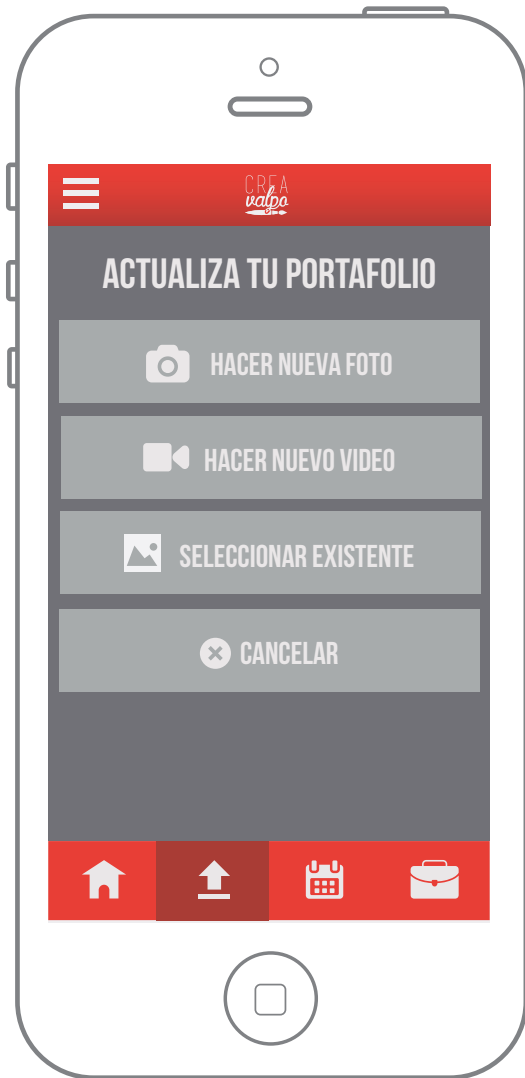 CREA
valpo
ACTUALIZA TU PORTAFOLIO
HACER NUEVA FOTO
HACER NUEVO VIDEO
SELECCIONAR EXISTENTE
CANCELAR